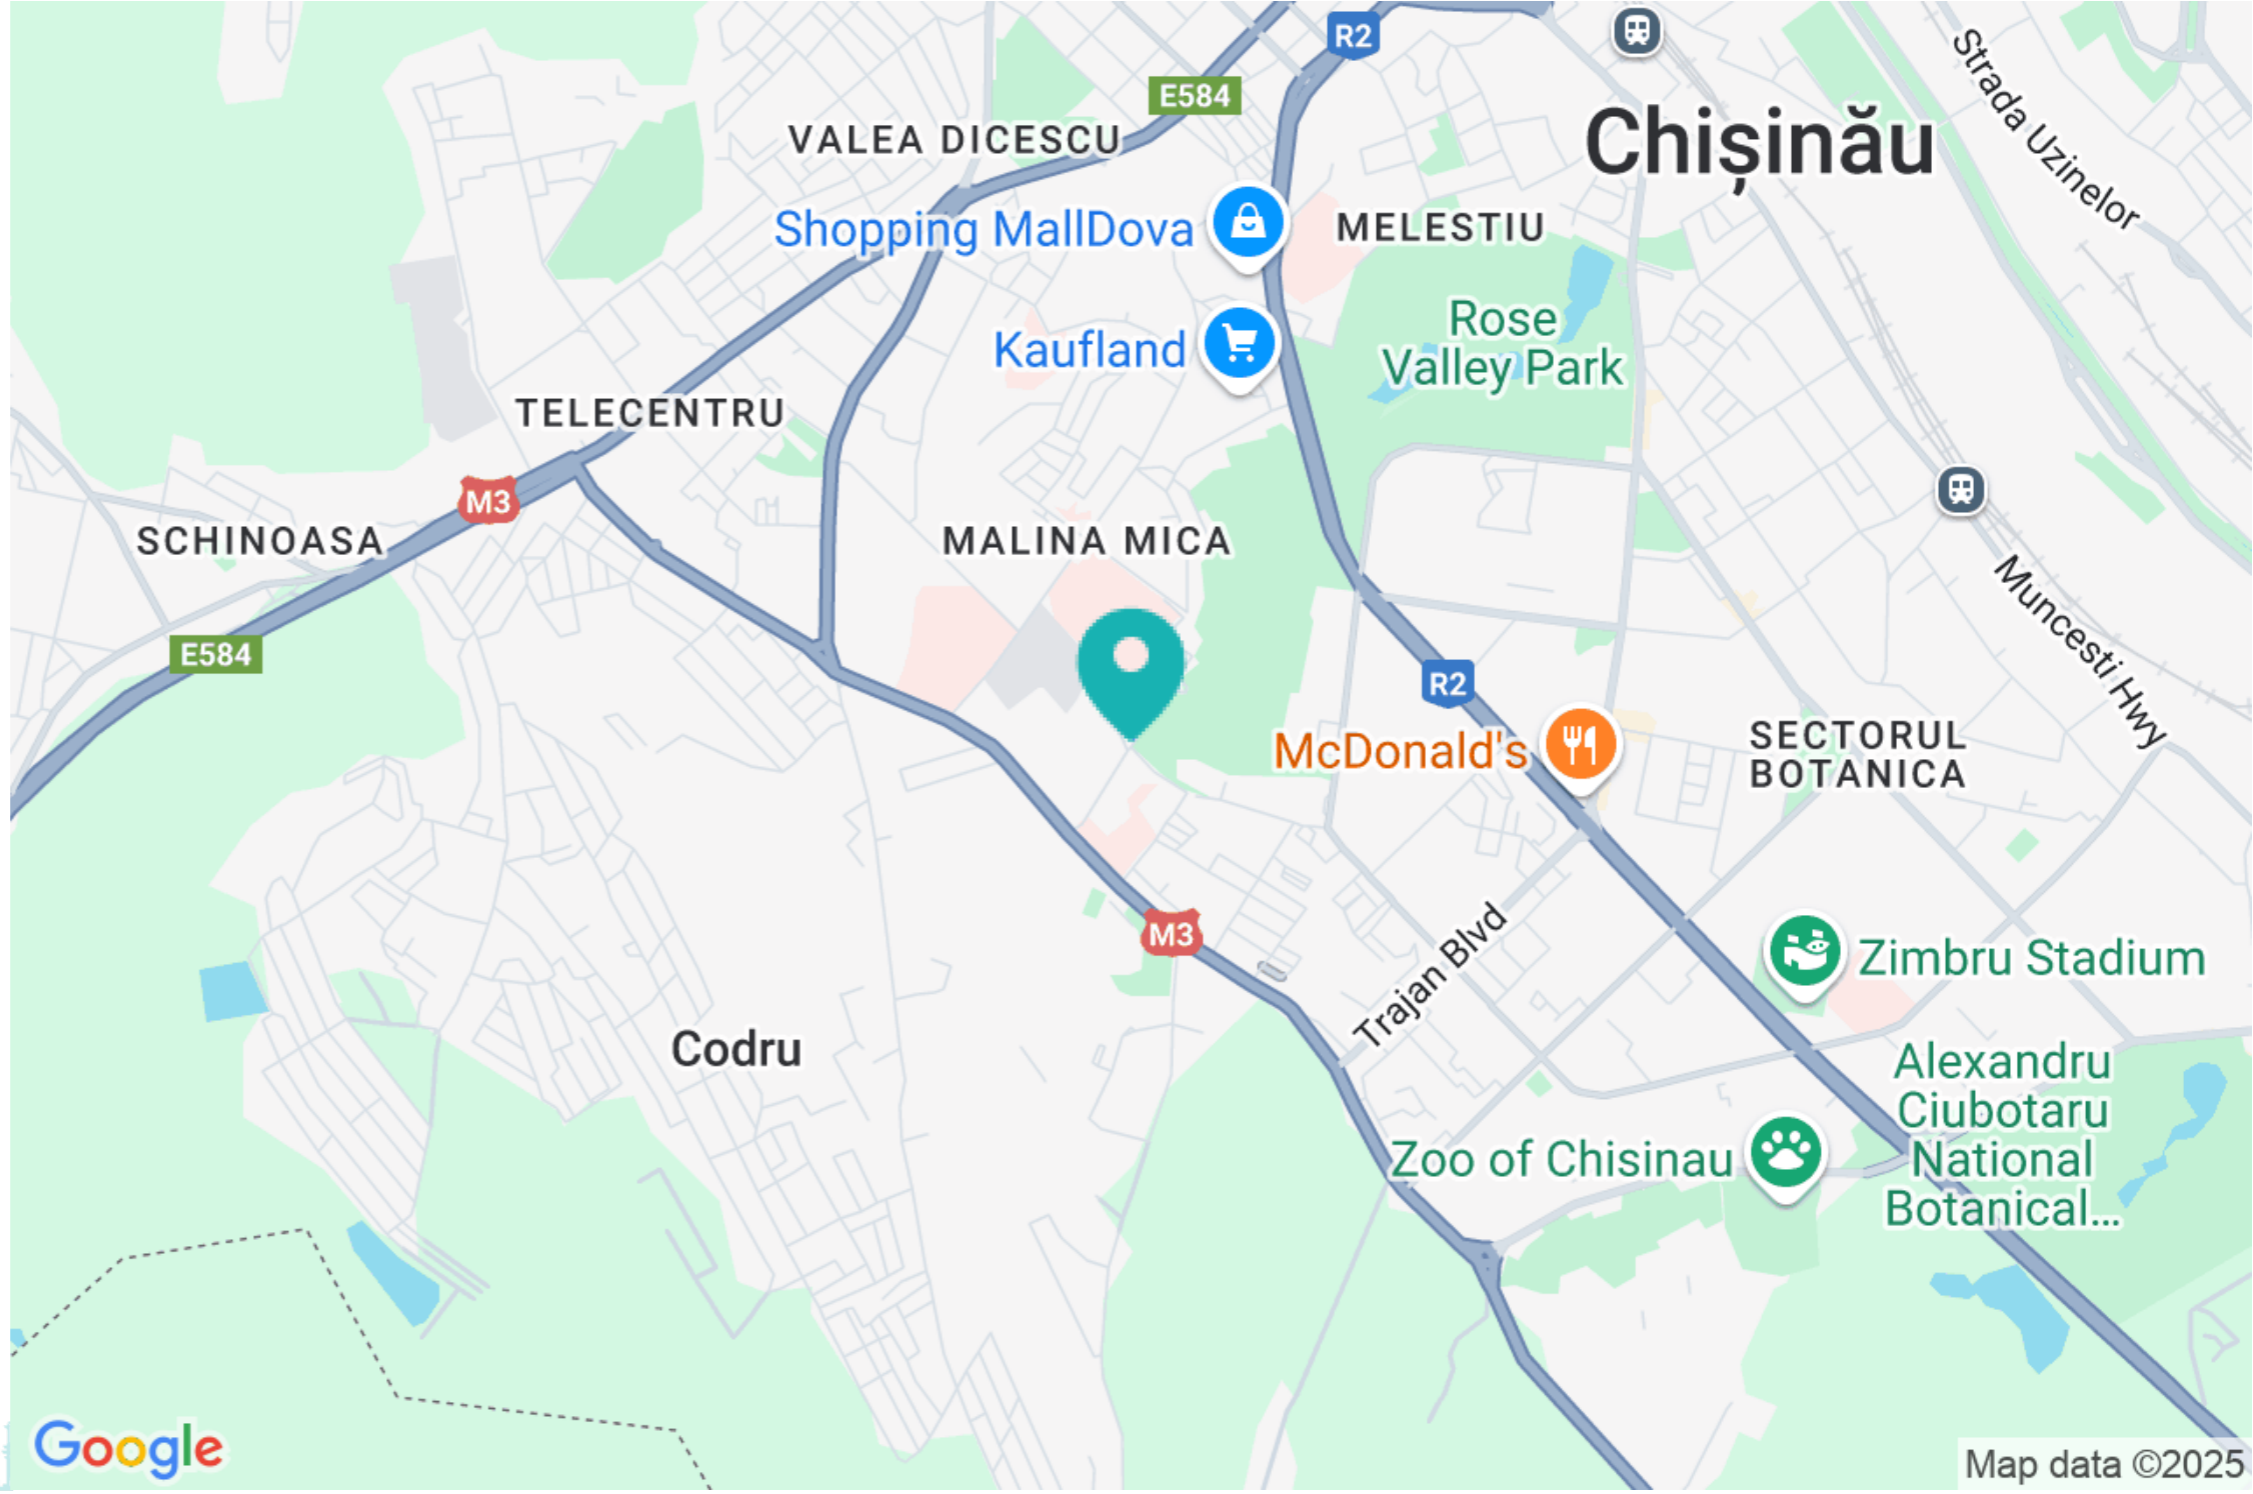 R2
E584
Strada Uzinelor
VALEA DICESCU
Chișinău
Shopping MallDova
MELESTIU
Rose
Valley Park
Kaufland
TELECENTRU
M3
SCHINOASA
MALINA MICA
Muncesti Hwy
E584
R2
McDonald's
SECTORUL
BOTANICA
M3
Trajan Blvd
Zimbru Stadium
Codru
Alexandru
Ciubotaru
National
Botanical...
Zoo of Chisinau
Google
Map data ©2025